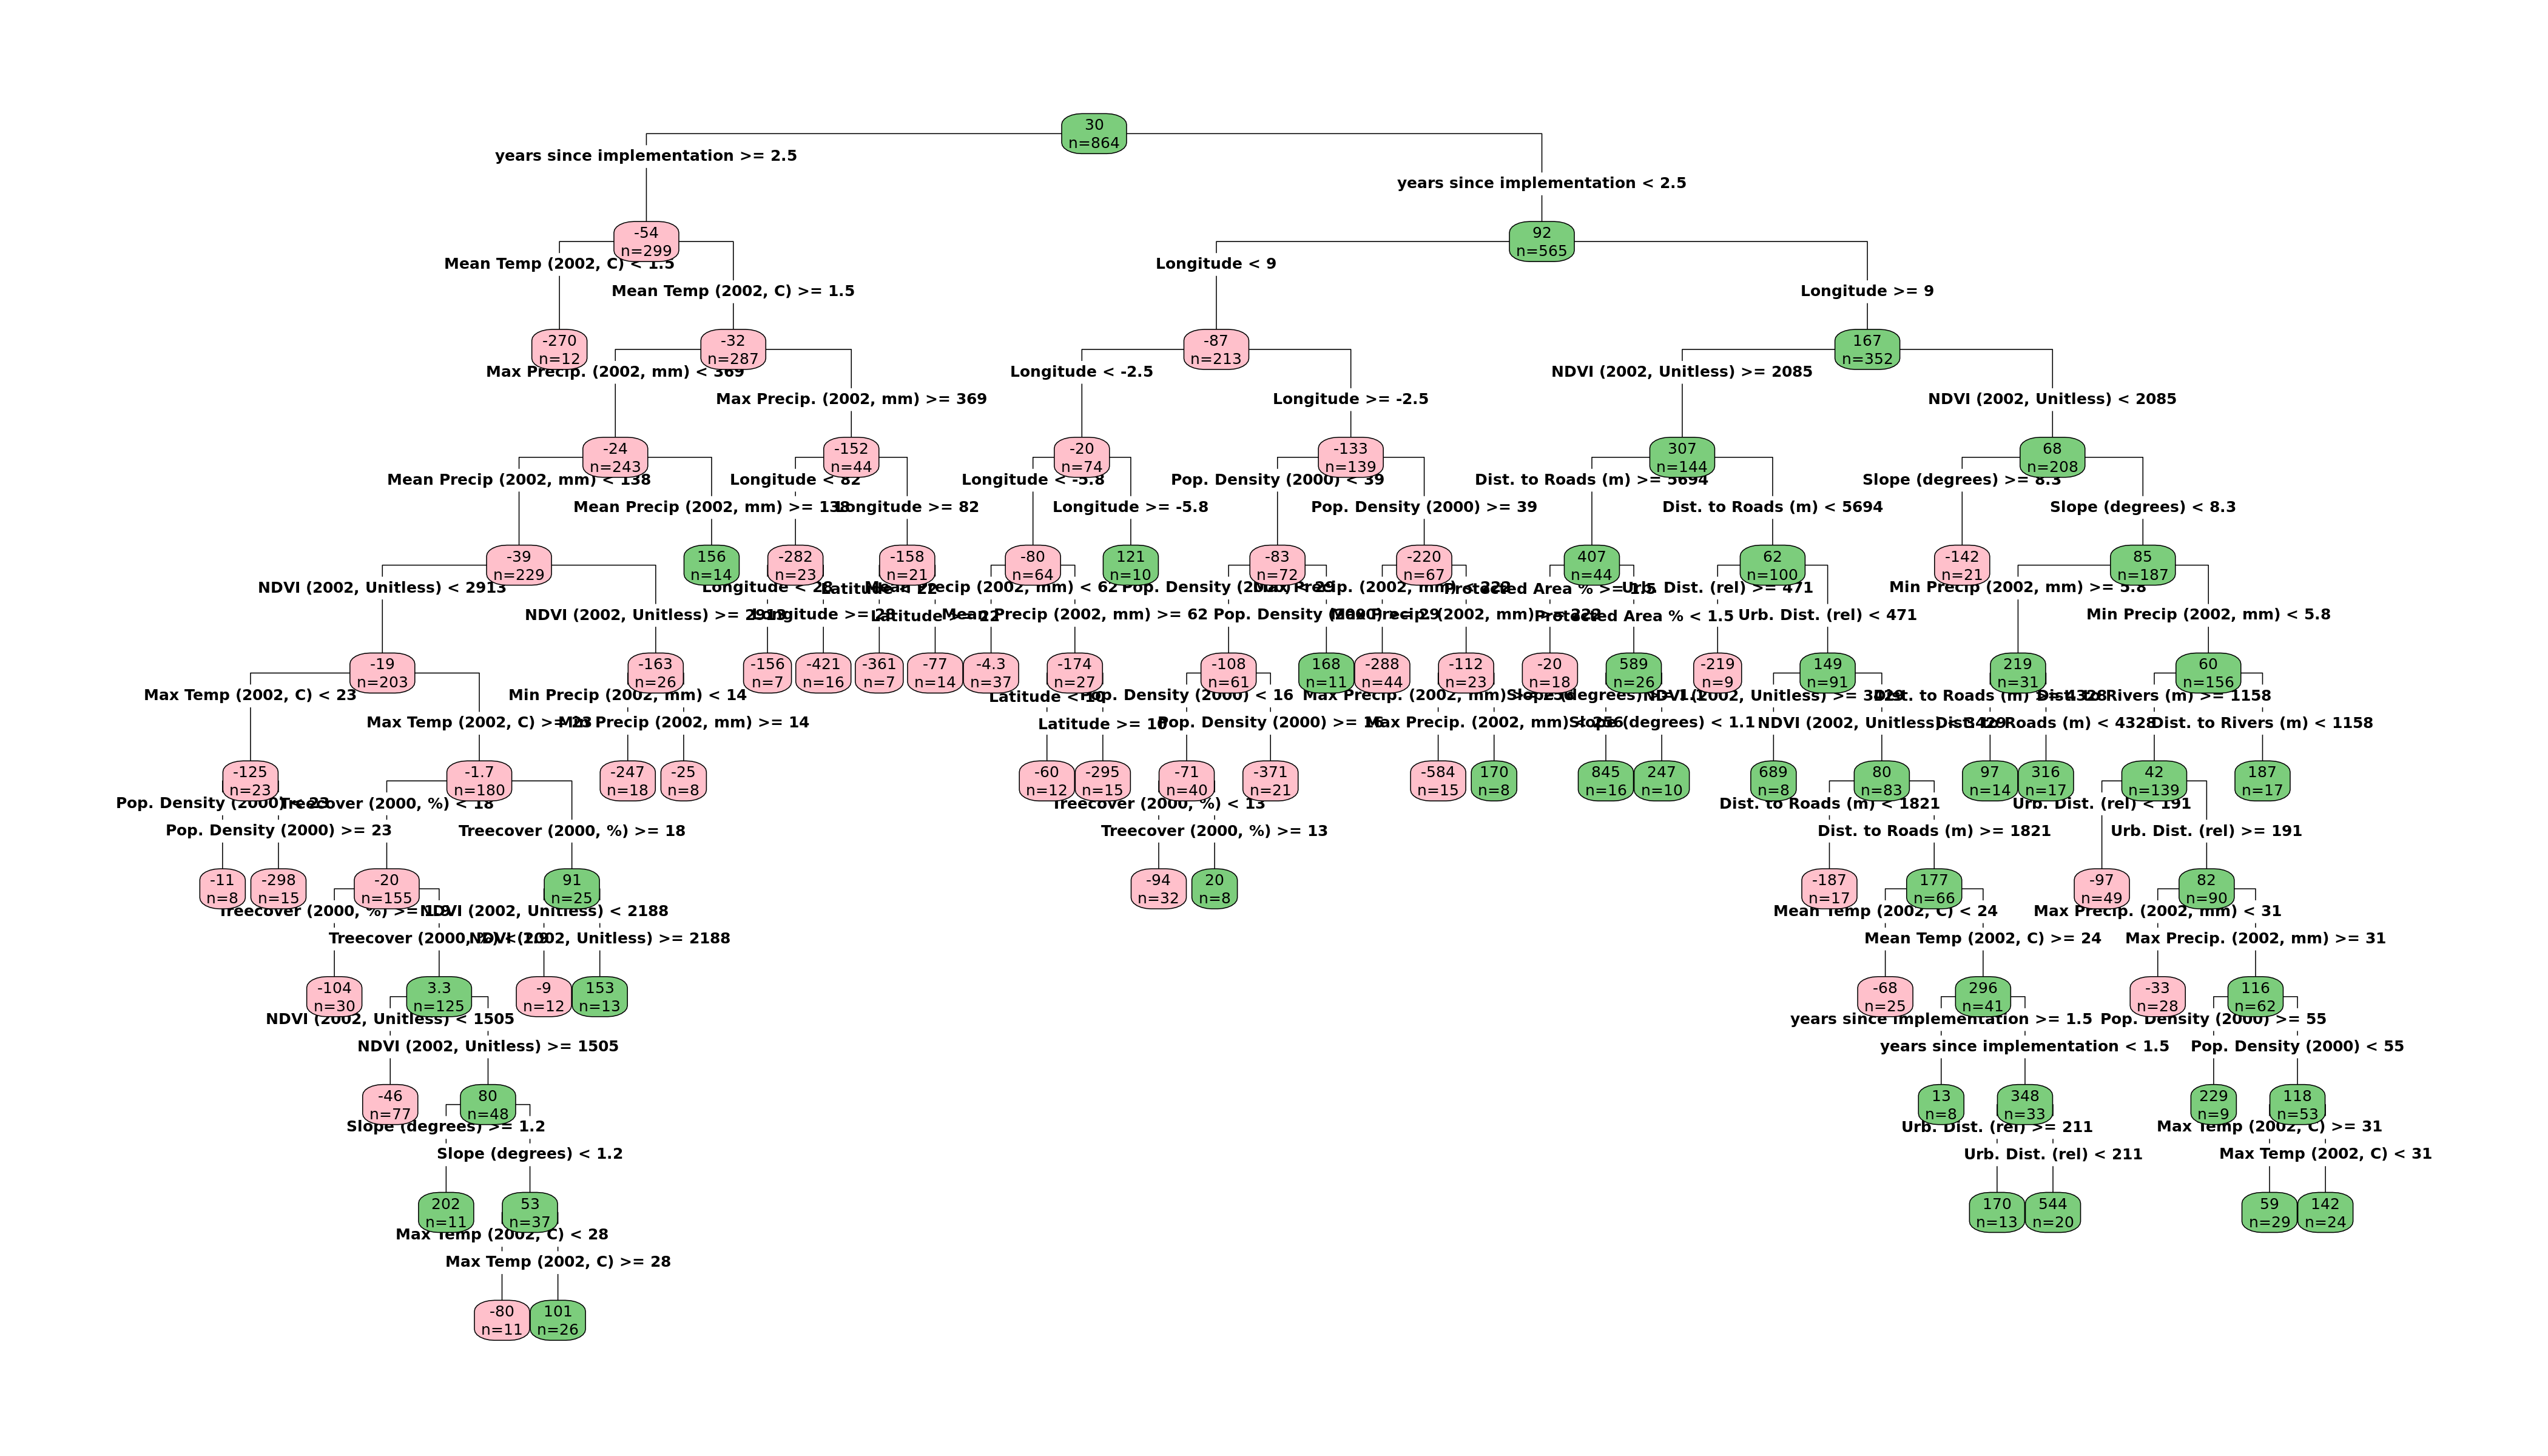 30
n=864
years since implementation >= 2.5
years since implementation < 2.5
-54
n=299
92
n=565
Mean Temp (2002, C) < 1.5
Longitude < 9
Mean Temp (2002, C) >= 1.5
Longitude >= 9
-270
n=12
-32
n=287
-87
n=213
167
n=352
Max Precip. (2002, mm) < 369
Longitude < -2.5
NDVI (2002, Unitless) >= 2085
Max Precip. (2002, mm) >= 369
Longitude >= -2.5
NDVI (2002, Unitless) < 2085
-24
n=243
-152
n=44
-20
n=74
-133
n=139
307
n=144
68
n=208
Mean Precip (2002, mm) < 138
Longitude < 82
Longitude < -5.8
Pop. Density (2000) < 39
Dist. to Roads (m) >= 5694
Slope (degrees) >= 8.3
Mean Precip (2002, mm) >= 138
Longitude >= 82
Longitude >= -5.8
Pop. Density (2000) >= 39
Dist. to Roads (m) < 5694
Slope (degrees) < 8.3
-39
n=229
156
n=14
-282
n=23
-158
n=21
-80
n=64
121
n=10
-83
n=72
-220
n=67
407
n=44
62
n=100
-142
n=21
85
n=187
NDVI (2002, Unitless) < 2913
Longitude < 28
Latitude < 22
Mean Precip (2002, mm) < 62
Pop. Density (2000) < 29
Max Precip. (2002, mm) < 222
Protected Area % >= 1.5
Urb. Dist. (rel) >= 471
Min Precip (2002, mm) >= 5.8
NDVI (2002, Unitless) >= 2913
Longitude >= 28
Latitude >= 22
Mean Precip (2002, mm) >= 62
Pop. Density (2000) >= 29
Max Precip. (2002, mm) >= 222
Protected Area % < 1.5
Urb. Dist. (rel) < 471
Min Precip (2002, mm) < 5.8
-19
n=203
-163
n=26
-156
n=7
-421
n=16
-361
n=7
-77
n=14
-4.3
n=37
-174
n=27
-108
n=61
168
n=11
-288
n=44
-112
n=23
-20
n=18
589
n=26
-219
n=9
149
n=91
219
n=31
60
n=156
Max Temp (2002, C) < 23
Min Precip (2002, mm) < 14
Latitude < 10
Pop. Density (2000) < 16
Max Precip. (2002, mm) >= 256
Slope (degrees) >= 1.1
NDVI (2002, Unitless) >= 3429
Dist. to Roads (m) >= 4328
Dist. to Rivers (m) >= 1158
Max Temp (2002, C) >= 23
Min Precip (2002, mm) >= 14
Latitude >= 10
Pop. Density (2000) >= 16
Max Precip. (2002, mm) < 256
Slope (degrees) < 1.1
NDVI (2002, Unitless) < 3429
Dist. to Roads (m) < 4328
Dist. to Rivers (m) < 1158
-125
n=23
-1.7
n=180
-247
n=18
-25
n=8
-60
n=12
-295
n=15
-71
n=40
-371
n=21
-584
n=15
170
n=8
845
n=16
247
n=10
689
n=8
80
n=83
97
n=14
316
n=17
42
n=139
187
n=17
Pop. Density (2000) < 23
Treecover (2000, %) < 18
Treecover (2000, %) < 13
Dist. to Roads (m) < 1821
Urb. Dist. (rel) < 191
Pop. Density (2000) >= 23
Treecover (2000, %) >= 18
Treecover (2000, %) >= 13
Dist. to Roads (m) >= 1821
Urb. Dist. (rel) >= 191
-11
n=8
-298
n=15
-20
n=155
91
n=25
-94
n=32
20
n=8
-187
n=17
177
n=66
-97
n=49
82
n=90
Treecover (2000, %) >= 1.9
NDVI (2002, Unitless) < 2188
Mean Temp (2002, C) < 24
Max Precip. (2002, mm) < 31
Treecover (2000, %) < 1.9
NDVI (2002, Unitless) >= 2188
Mean Temp (2002, C) >= 24
Max Precip. (2002, mm) >= 31
-104
n=30
3.3
n=125
-9
n=12
153
n=13
-68
n=25
296
n=41
-33
n=28
116
n=62
NDVI (2002, Unitless) < 1505
years since implementation >= 1.5
Pop. Density (2000) >= 55
NDVI (2002, Unitless) >= 1505
years since implementation < 1.5
Pop. Density (2000) < 55
-46
n=77
80
n=48
13
n=8
348
n=33
229
n=9
118
n=53
Slope (degrees) >= 1.2
Urb. Dist. (rel) >= 211
Max Temp (2002, C) >= 31
Slope (degrees) < 1.2
Urb. Dist. (rel) < 211
Max Temp (2002, C) < 31
202
n=11
53
n=37
170
n=13
544
n=20
59
n=29
142
n=24
Max Temp (2002, C) < 28
Max Temp (2002, C) >= 28
-80
n=11
101
n=26